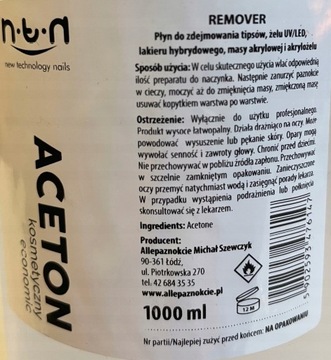 n·t·n
new technology nails
ACETON
kosmetyczny
economic
REMOVER
Płyn do zdejmowania tipsów, żelu UV/LED,
lakieru hybrydowego, masy akrylowej i akrylożelu
Sposób użycia: W celu skutecznego użycia wlać odpowiednią
ilość preparatu do naczynka. Następnie zanurzyć paznokcie
w cieczy, moczyć aż do zmięknięcia masy, zmiękczoną masę
usuwać kopytkiem warstwa po warstwie.
Ostrzeżenie: Wyłącznie do użytku profesjonalnego.
Produkt wysoce łatwopalny. Działa drażniąco na oczy. Może
powodować wysuszenie lub pękanie skóry. Opary mogą
wywołać senność i zawroty głowy. Chronić przed dziećmi.
Nie przechowywać w pobliżu źródła zapłonu. Przechowywać
w szczelnie zamkniętym opakowaniu. Zanieczyszczone
oczy przemyć natychmiast wodą i zasięgnąć porady lekarza.
W przypadku wystąpienia podrażnienia lub połknięcia
skonsultować się z lekarzem.
Ingredients: Acetone
Producent:
Allepaznokcie Michał Szewczyk
90-361 Łódź,
ul. Piotrkowska 270
tel. 42 684 35 35
www.allepaznokcie.pl
1000 ml
12 M
Nr partii/Najlepiej zużyć przed końcem: NA OPAKOWANIU